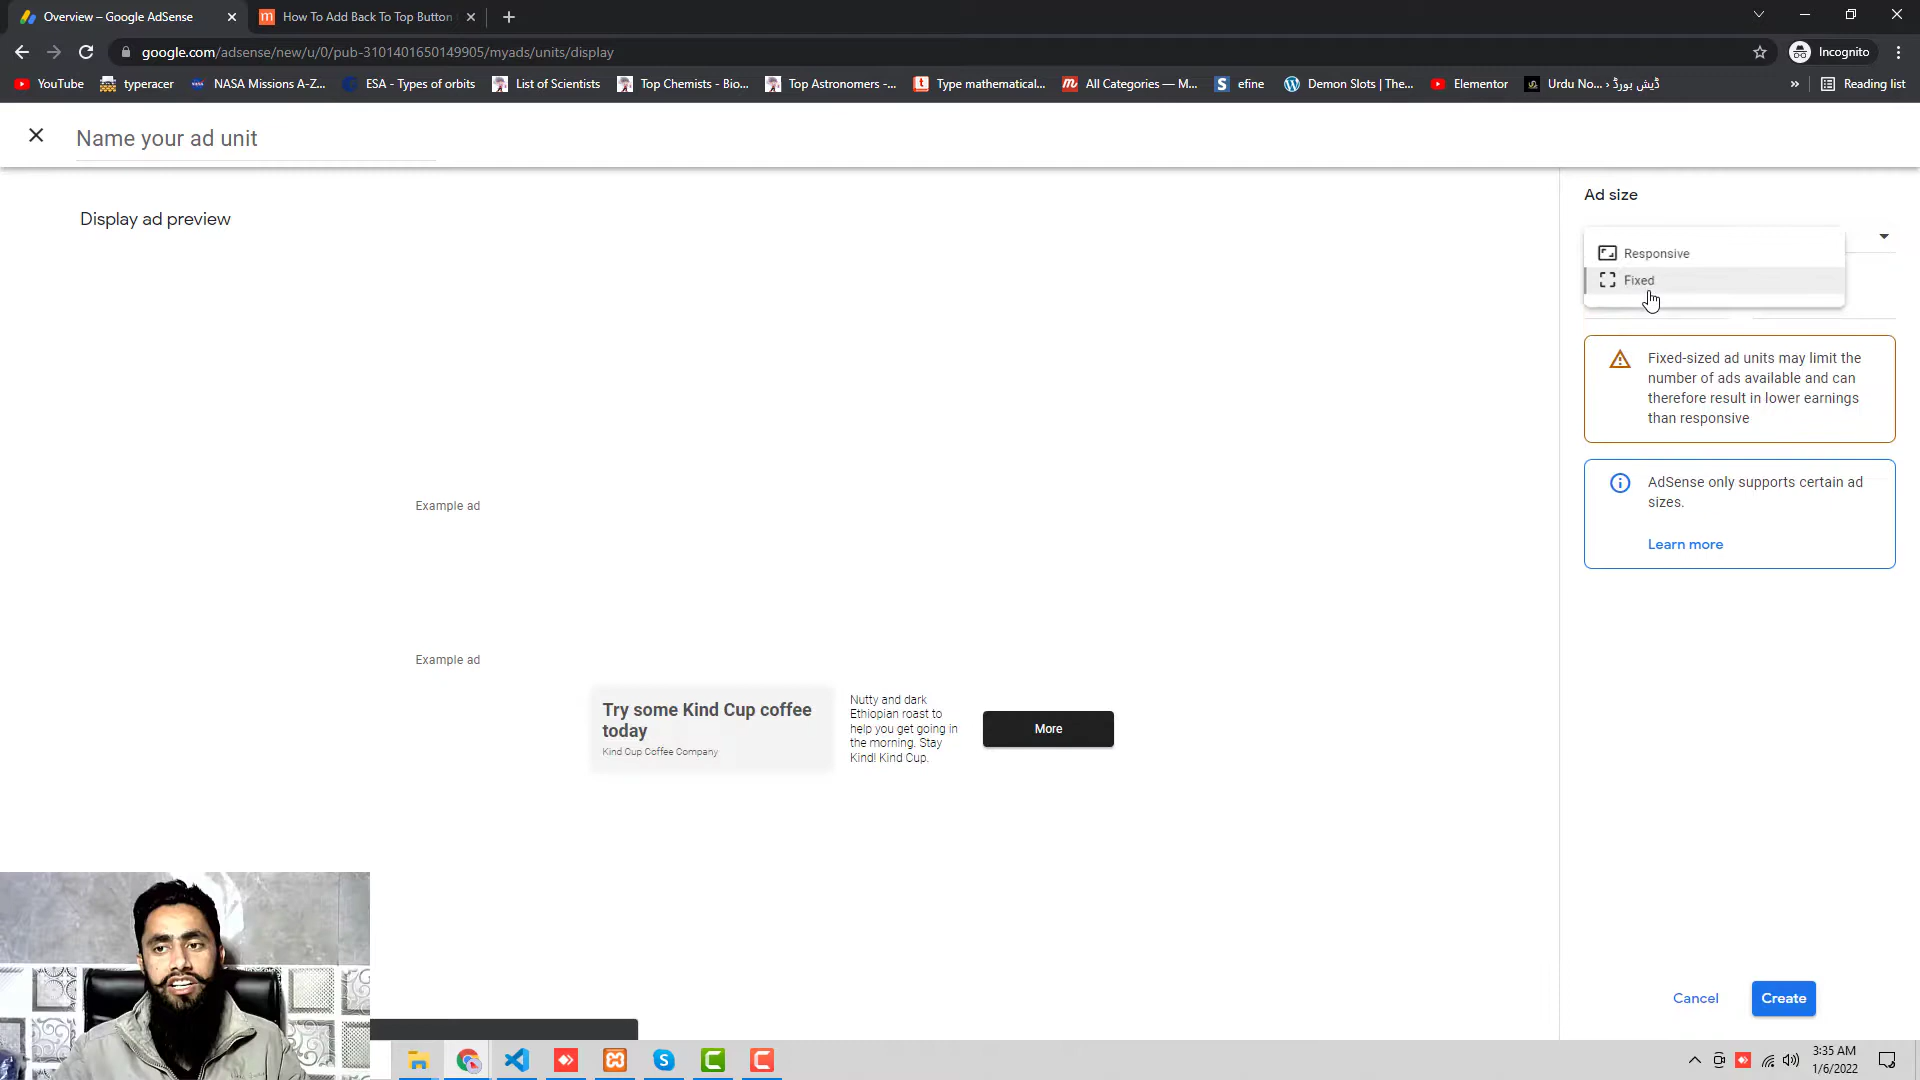 Overview – Google AdSense
How To Add Back To Top Button
google.com/adsense/new/u/0/pub-3101401650149905/myads/units/display
Incognito
YouTube
typeracer
NASA Missions A-Z...
ESA - Types of orbits
List of Scientists
Top Chemists - Bio...
Top Astronomers -...
Type mathematical...
All Categories — M...
efine
Demon Slots | The...
Elementor
Urdu No... › ڈیش بورڈ
»
Reading list
Name your ad unit
Display ad preview
Ad size
Responsive
Fixed
Fixed-sized ad units may limit the
number of ads available and can
therefore result in lower earnings
than responsive
AdSense only supports certain ad
sizes.
Learn more
Example ad
Example ad
Try some Kind Cup coffee
today
Kind Cup Coffee Company
Nutty and dark
Ethiopian roast to
help you get going in
the morning. Stay
Kind! Kind Cup.
More
Cancel
Create
3:35 AM
1/6/2022